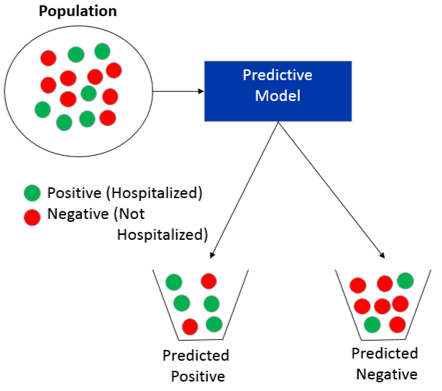 Population
Predictive
Model
Positive (Hospitalized)
Negative (Not
Hospitalized)
Predicted
Positive
Predicted
Negative